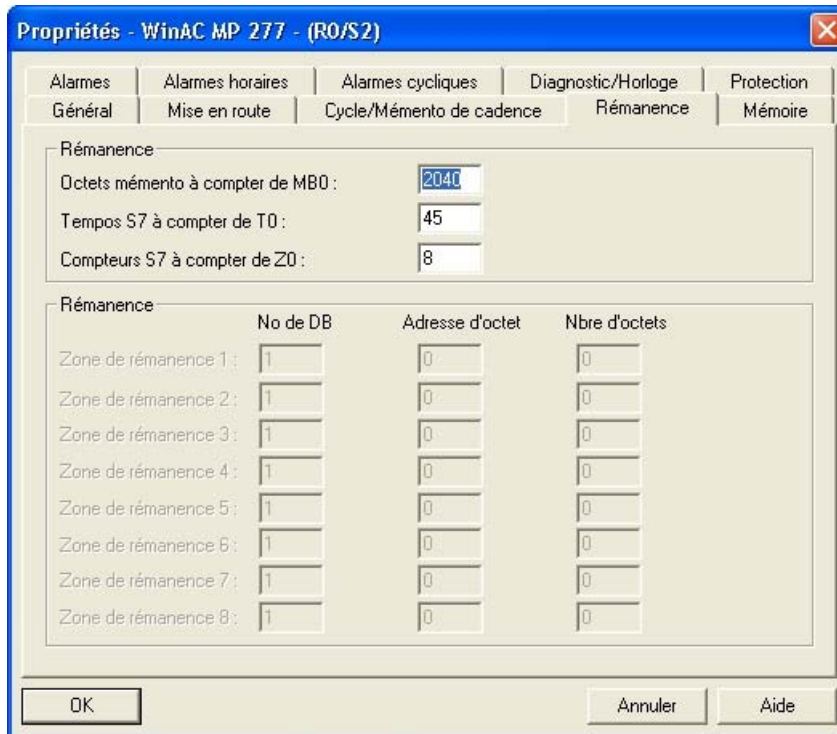 Propriétés - WinAC MP 277 - (R0/S2)
Alarmes Alarmes horaires Alarmes cycliques Diagnostic/Horloge Protection
Général Mise en route Cycle/Mémento de cadence Rémanence Mémoire
Rémanence
Octets mémento à compter de MB0 : 2040
Tempos S7 à compter de T0 : 45
Compteurs S7 à compter de Z0 : 8
Rémanence
No de DB Adresse d'octet Nbre d'octets
Zone de rémanence 1 : 1 0 0
Zone de rémanence 2 : 1 0 0
Zone de rémanence 3 : 1 0 0
Zone de rémanence 4 : 1 0 0
Zone de rémanence 5 : 1 0 0
Zone de rémanence 6 : 1 0 0
Zone de rémanence 7 : 1 0 0
Zone de rémanence 8 : 1 0 0
OK Annuler Aide